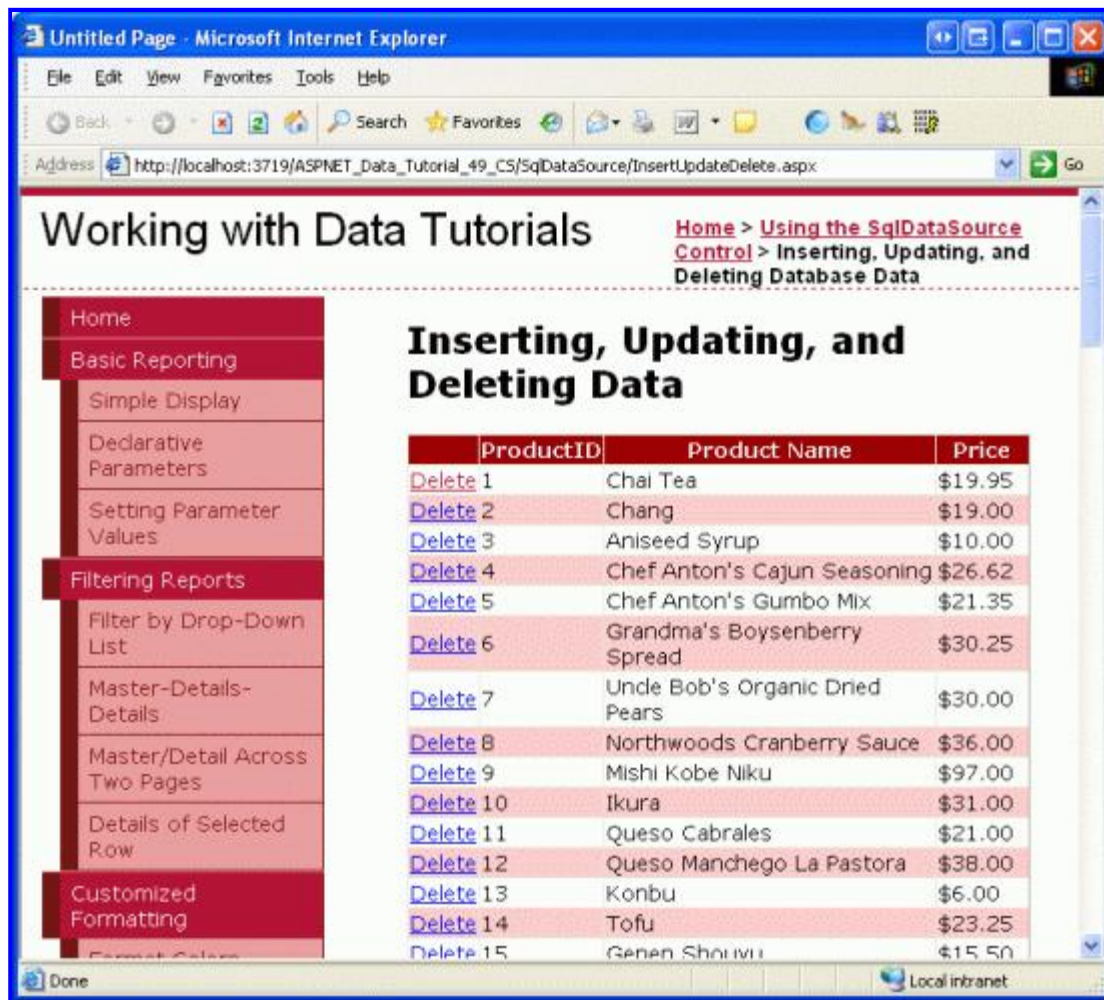 Untitled Page - Microsoft Internet Explorer
File Edit View Favorites Tools Help
Back Search Favorites
Address http://localhost:3719/ASPNET_Data_Tutorial_49_CS/SqlDataSource/InsertUpdateDelete.aspx Go
Working with Data Tutorials
Home > Using the SqlDataSource
Control > Inserting, Updating, and
Deleting Database Data
Home
Basic Reporting
Simple Display
Declarative
Parameters
Setting Parameter
Values
Filtering Reports
Filter by Drop-Down
List
Master-Details-
Details
Master/Detail Across
Two Pages
Details of Selected
Row
Customized
Formatting
Format Colors
Inserting, Updating, and
Deleting Data
ProductID Product Name Price
Delete 1 Chai Tea $19.95
Delete 2 Chang $19.00
Delete 3 Aniseed Syrup $10.00
Delete 4 Chef Anton's Cajun Seasoning $26.62
Delete 5 Chef Anton's Gumbo Mix $21.35
Delete 6 Grandma's Boysenberry
Spread $30.25
Delete 7 Uncle Bob's Organic Dried
Pears $30.00
Delete 8 Northwoods Cranberry Sauce $36.00
Delete 9 Mishi Kobe Niku $97.00
Delete 10 Ikura $31.00
Delete 11 Queso Cabrales $21.00
Delete 12 Queso Manchego La Pastora $38.00
Delete 13 Konbu $6.00
Delete 14 Tofu $23.25
Delete 15 Genen Shouyu $15.50
Done Local intranet